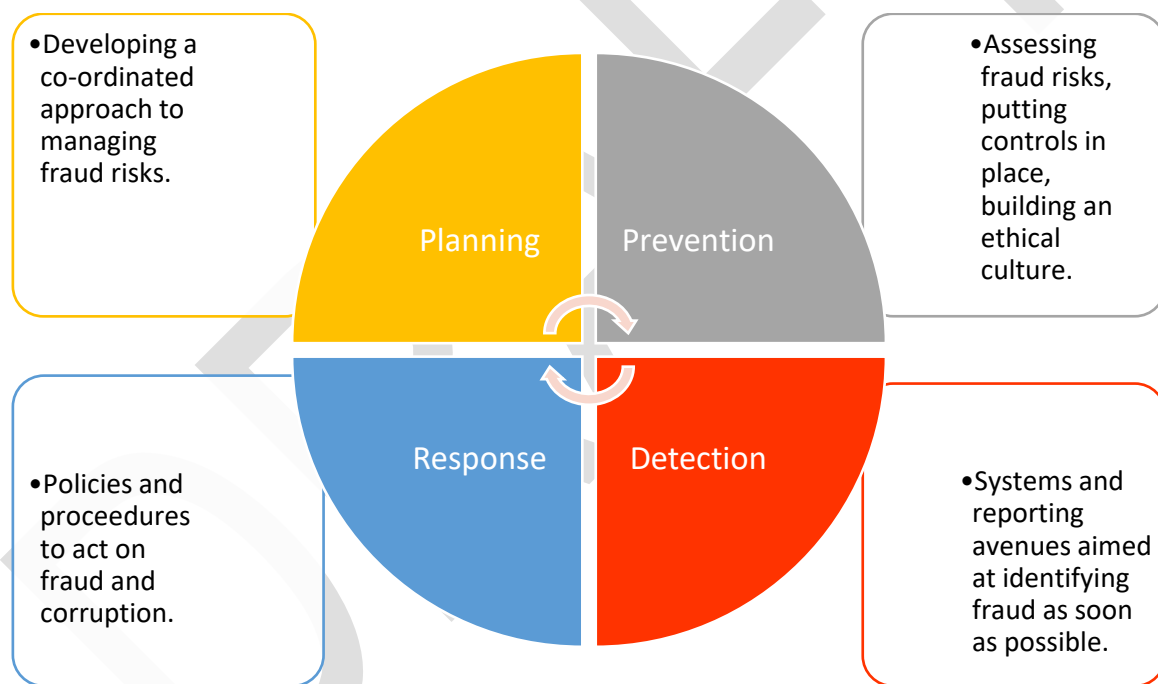 •Developing a
co-ordinated
approach to
managing
fraud risks.
•Assessing
fraud risks,
putting
controls in
place,
building an
ethical
culture.
Planning
Prevention
Response
Detection
•Policies and
proceedures
to act on
fraud and
corruption.
•Systems and
reporting
avenues aimed
at identifying
fraud as soon
as possible.